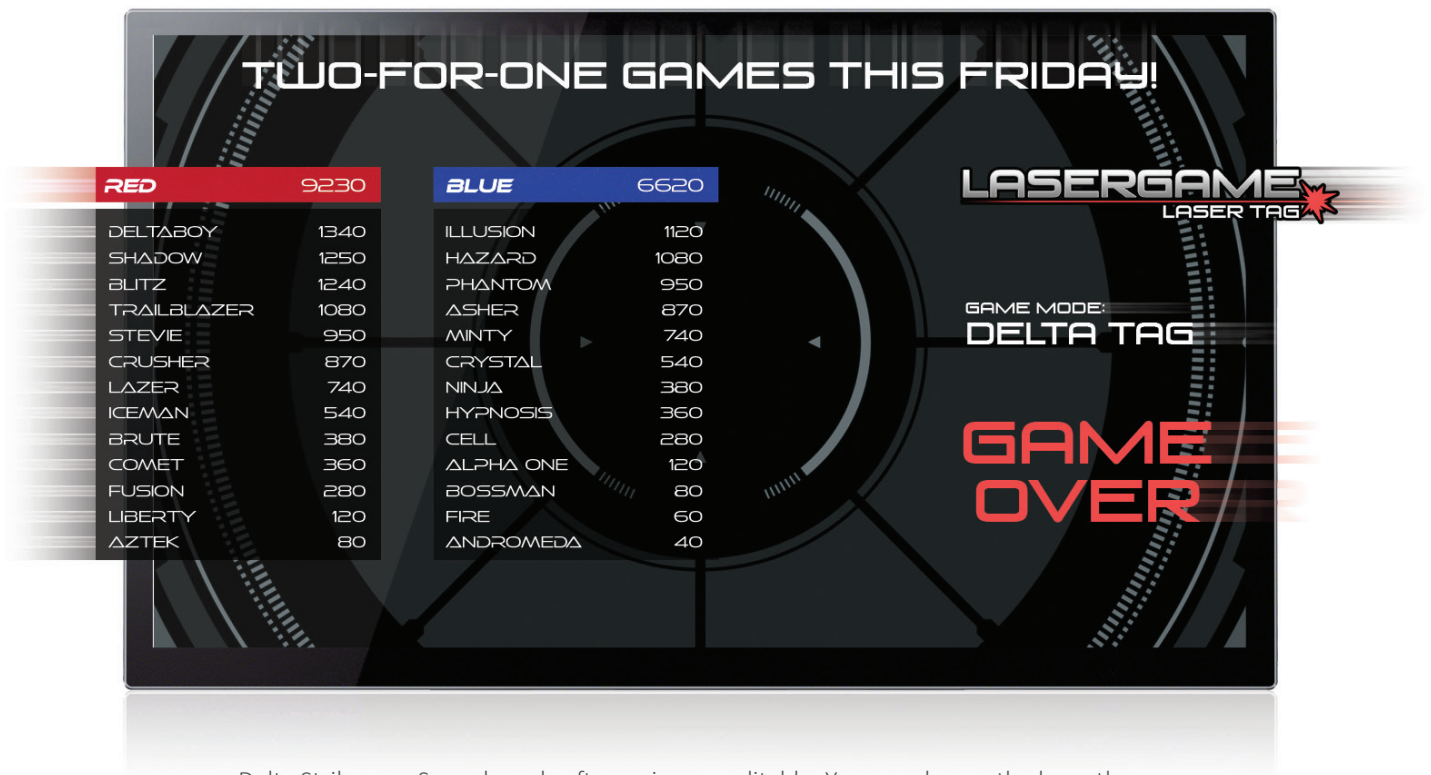 TWO-FOR-ONE GAMES THIS FRIDAY!
RED 9230
DELTABOY 1340
SHADOW 1250
BLITZ 1240
TRAILBLAZER 1080
STEVIE 950
CRUSHER 870
LAZER 740
ICEMAN 540
BRUTE 380
COMET 360
FUSION 280
LIBERTY 120
AZTEK 80
BLUE 6620
ILLUSION 1120
HAZARD 1080
PHANTOM 950
ASHER 870
MINTY 740
CRYSTAL 540
NINJA 380
HYPNOSIS 360
CELL 280
ALPHA ONE 120
BOSSMAN 80
FIRE 60
ANDROMEDA 40
LASERGAME
LASER TAG
GAME MODE:
DELTA TAG
GAME
OVER